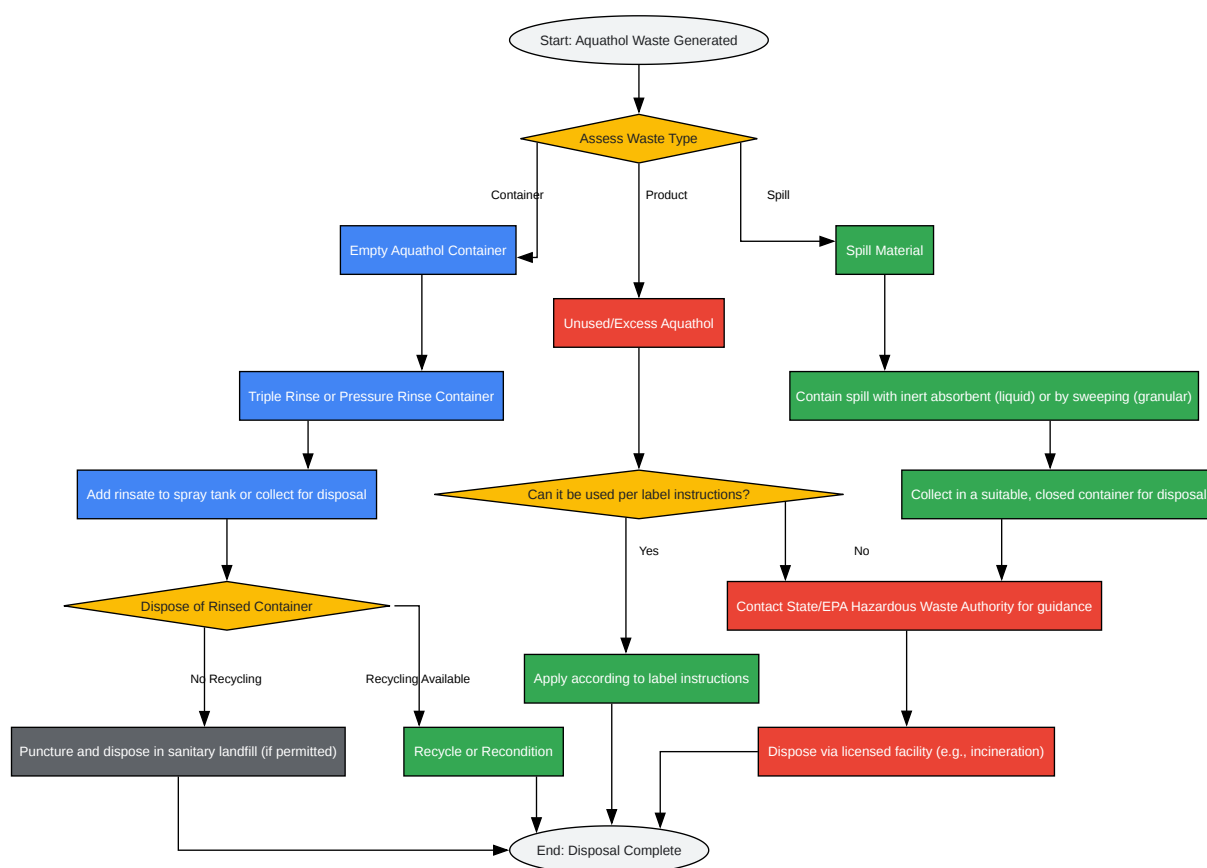 Start: Aquathol Waste Generated
Assess Waste Type
Container
Product
Spill
Empty Aquathol Container
Spill Material
Unused/Excess Aquathol
Triple Rinse or Pressure Rinse Container
Contain spill with inert absorbent (liquid) or by sweeping (granular)
Add rinsate to spray tank or collect for disposal
Can it be used per label instructions?
Collect in a suitable, closed container for disposal
Yes
No
Dispose of Rinsed Container
Contact State/EPA Hazardous Waste Authority for guidance
No Recycling
Recycling Available
Apply according to label instructions
Puncture and dispose in sanitary landfill (if permitted)
Recycle or Recondition
Dispose via licensed facility (e.g., incineration)
End: Disposal Complete